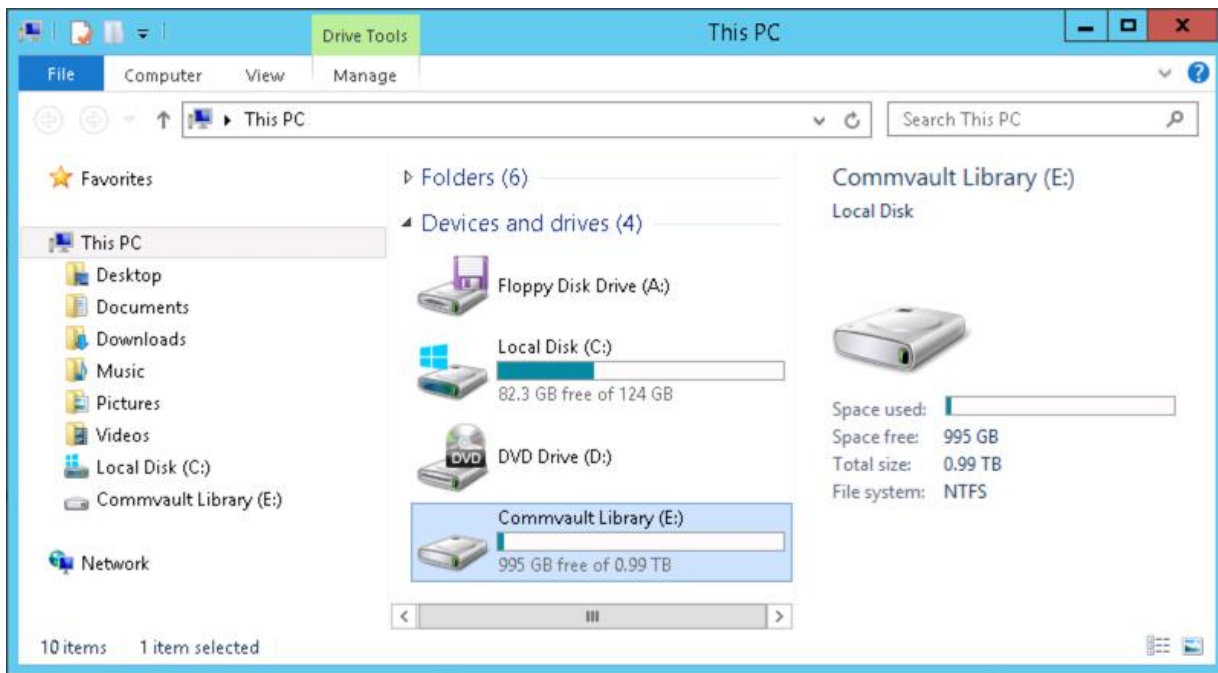 Drive Tools
This PC
File
Computer
View
Manage
This PC
Search This PC
Favorites
This PC
Desktop
Documents
Downloads
Music
Pictures
Videos
Local Disk (C:)
Commvault Library (E:)
Network
Folders (6)
Devices and drives (4)
Floppy Disk Drive (A:)
Local Disk (C:)
82.3 GB free of 124 GB
DVD
DVD Drive (D:)
Commvault Library (E:)
995 GB free of 0.99 TB
Commvault Library (E:)
Local Disk
Space used:
Space free: 995 GB
Total size: 0.99 TB
File system: NTFS
10 items 1 item selected